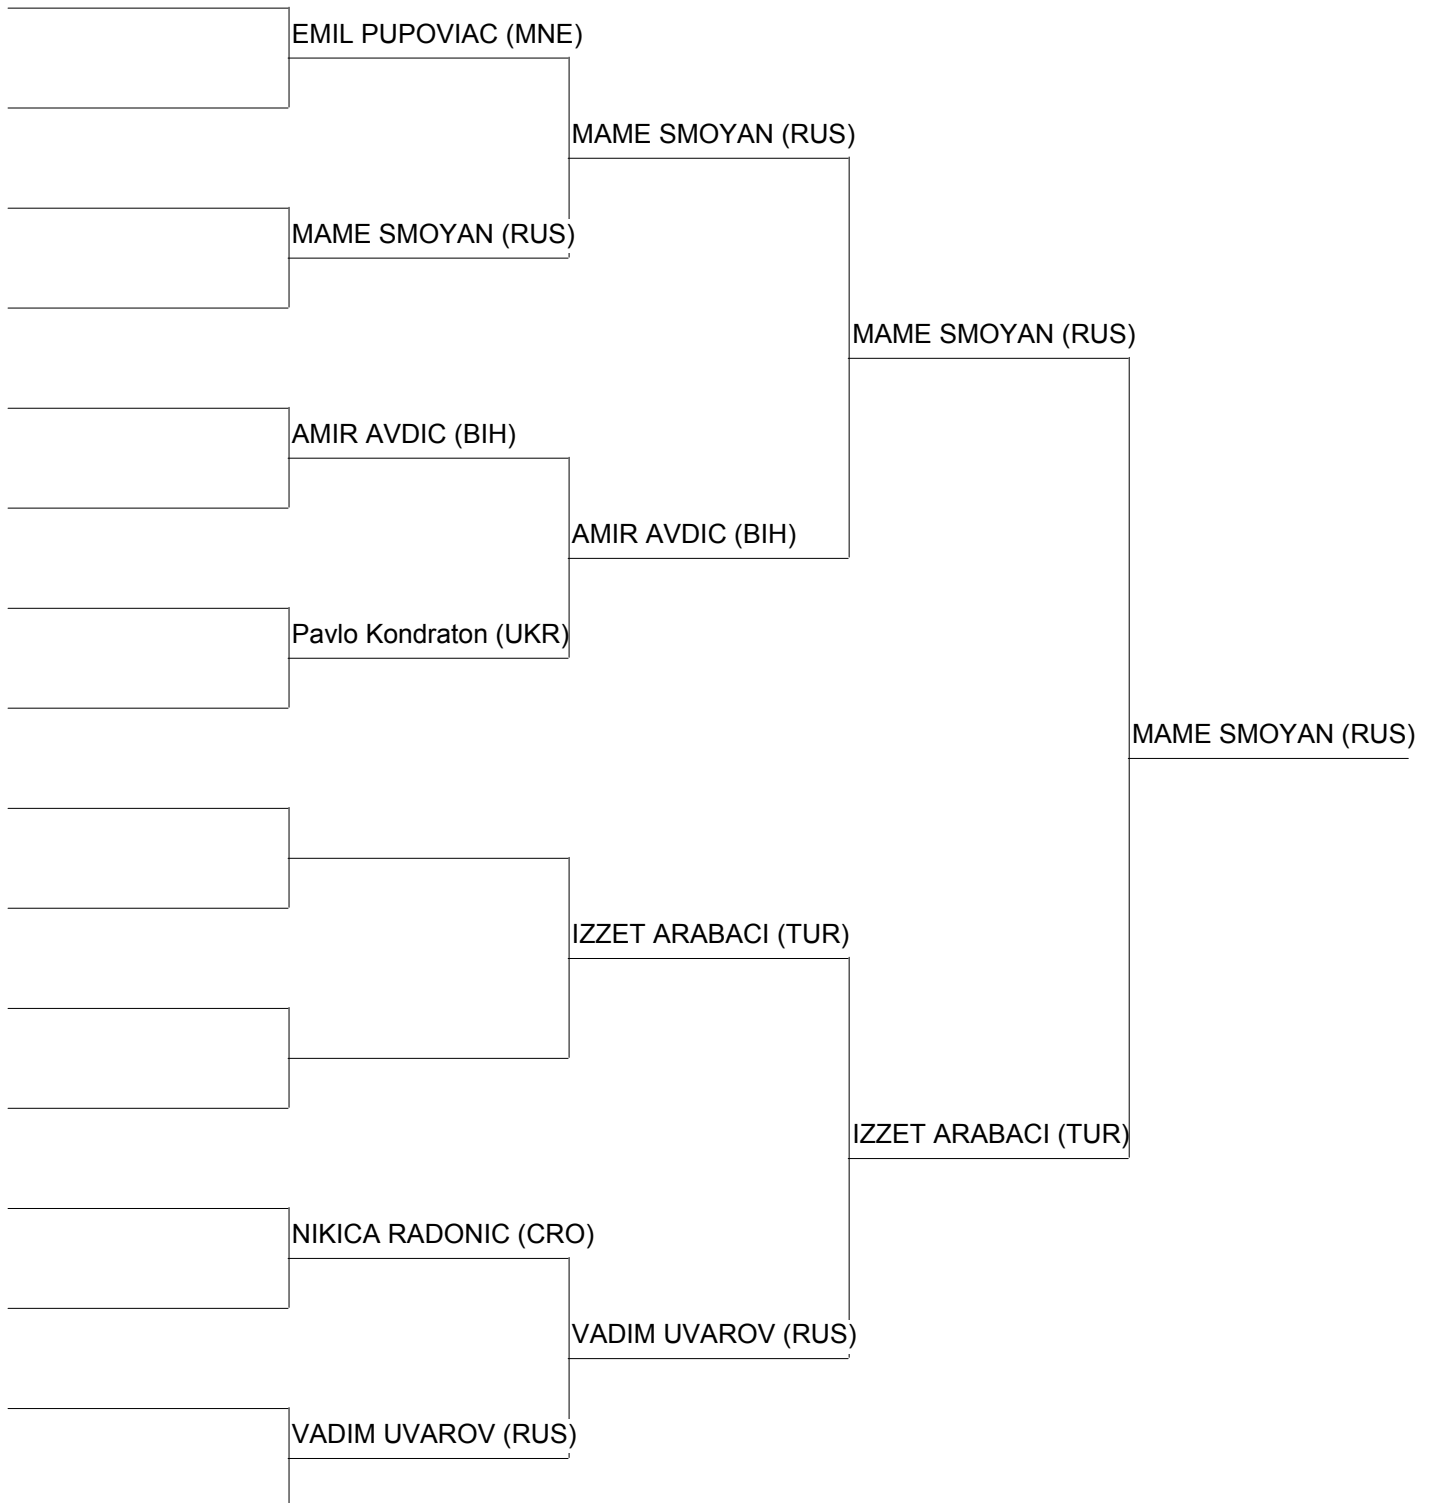 EMIL PUPOVIAC (MNE)
MAME SMOYAN (RUS)
MAME SMOYAN (RUS)
MAME SMOYAN (RUS)
AMIR AVDIC (BIH)
AMIR AVDIC (BIH)
Pavlo Kondraton (UKR)
MAME SMOYAN (RUS)
IZZET ARABACI (TUR)
IZZET ARABACI (TUR)
NIKICA RADONIC (CRO)
VADIM UVAROV (RUS)
VADIM UVAROV (RUS)